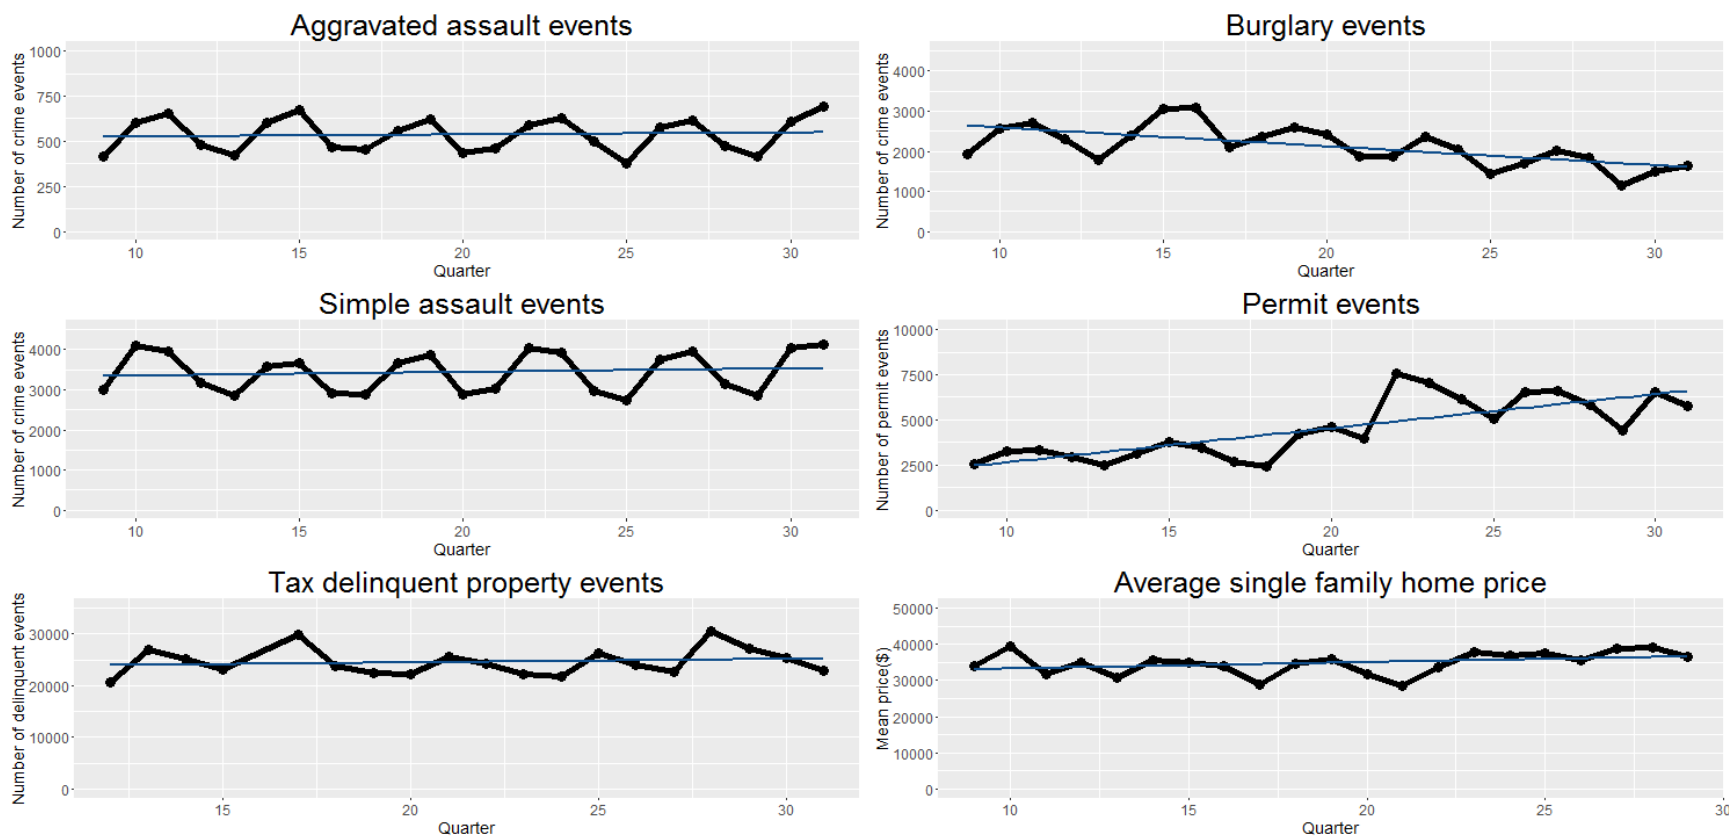 Aggravated assault events
Number of crime events
1000
750
500
250
0
10 15 20 25 30
Quarter
Burglary events
Number of crime events
4000
3000
2000
1000
0
10 15 20 25 30
Quarter
Simple assault events
Number of crime events
4000
3000
2000
1000
0
10 15 20 25 30
Quarter
Permit events
Number of permit events
10000
7500
5000
2500
0
10 15 20 25 30
Quarter
Tax delinquent property events
Number of delinquent events
30000
20000
10000
0
15 20 25 30
Quarter
Average single family home price
Mean price($)
50000
40000
30000
20000
10000
0
10 15 20 25 30
Quarter